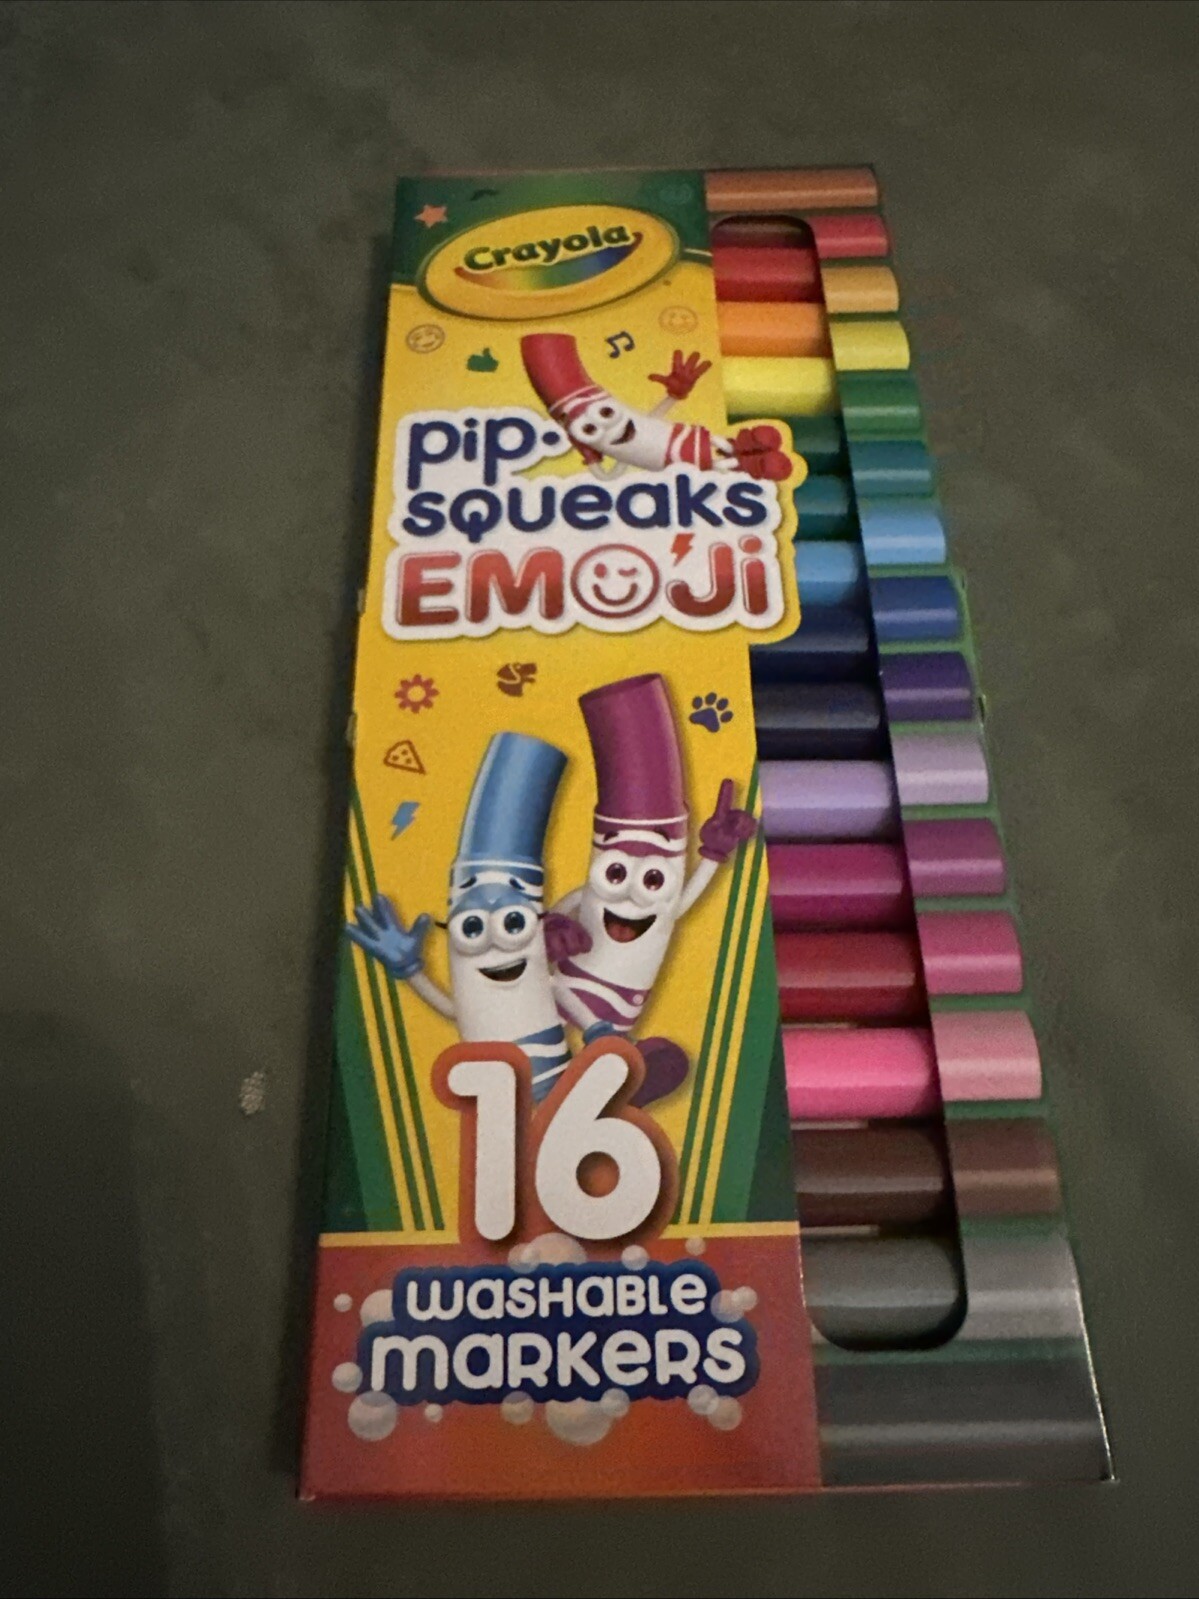 Crayola
pip·
squeaks
EMOJi
16
WaSHaBLe
maRKeRS